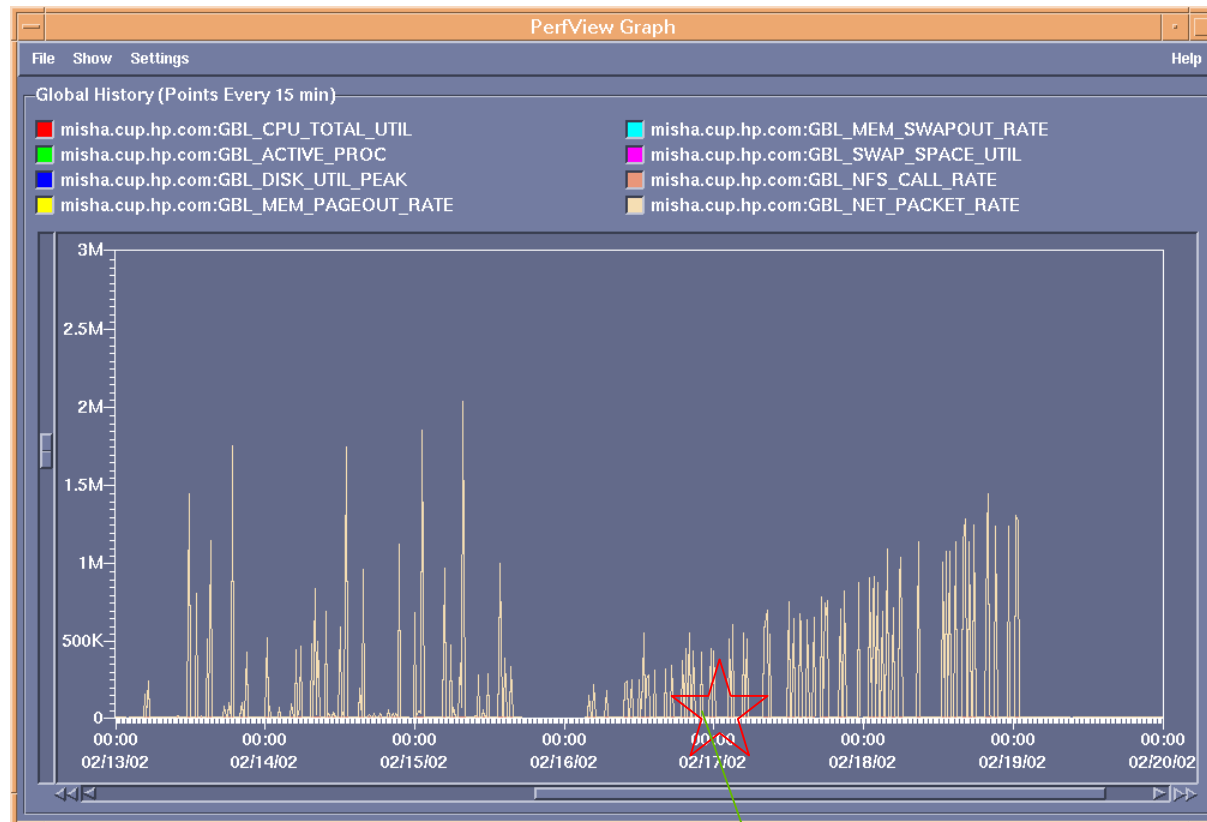 PerfView Graph
File Show Settings Help
Global History (Points Every 15 min)
misha.cup.hp.com:GBL_CPU_TOTAL_UTIL misha.cup.hp.com:GBL_MEM_SWAPOUT_RATE
misha.cup.hp.com:GBL_ACTIVE_PROC misha.cup.hp.com:GBL_SWAP_SPACE_UTIL
misha.cup.hp.com:GBL_DISK_UTIL_PEAK misha.cup.hp.com:GBL_NFS_CALL_RATE
misha.cup.hp.com:GBL_MEM_PAGEOUT_RATE misha.cup.hp.com:GBL_NET_PACKET_RATE
3M
2.5M
2M
1.5M
1M
500K
0
00:00 00:00 00:00 00:00 00:00 00:00 00:00 00:00
02/13/02 02/14/02 02/15/02 02/16/02 02/17/02 02/18/02 02/19/02 02/20/02